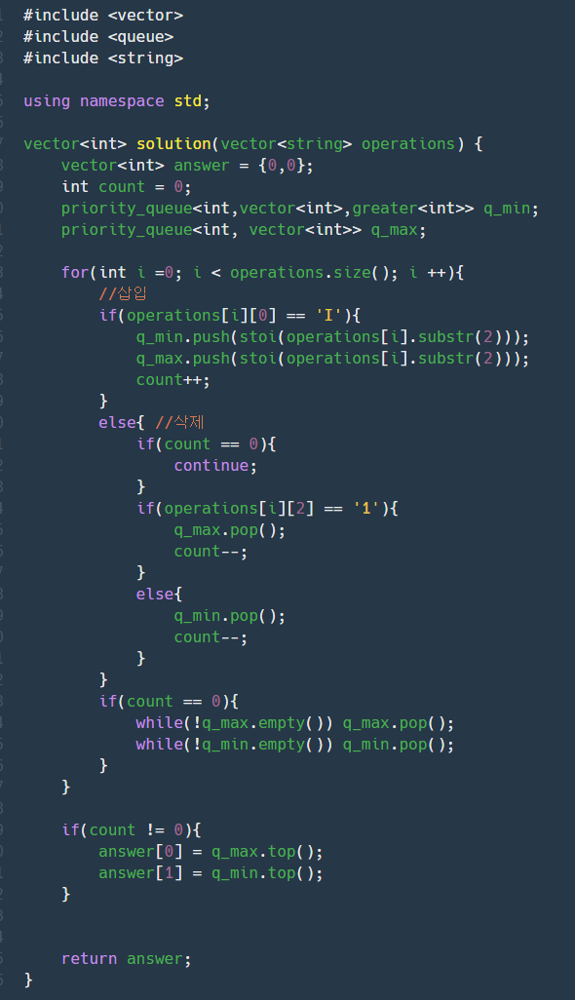 #include <vector>
#include <queue>
#include <string>
using namespace std;
vector<int> solution(vector<string> operations) {
    vector<int> answer = {0,0};
    int count = 0;
    priority_queue<int,vector<int>,greater<int>> q_min;
    priority_queue<int, vector<int>> q_max;
    for(int i =0; i < operations.size(); i ++){
        //삽입
        if(operations[i][0] == 'I'){
            q_min.push(stoi(operations[i].substr(2)));
            q_max.push(stoi(operations[i].substr(2)));
            count++;
        }
        else{ //삭제
            if(count == 0){
                continue;
            }
            if(operations[i][2] == '1'){
                q_max.pop();
                count--;
            }
            else{
                q_min.pop();
                count--;
            }
        }
        if(count == 0){
            while(!q_max.empty()) q_max.pop();
            while(!q_min.empty()) q_min.pop();
        }
    }
    if(count != 0){
        answer[0] = q_max.top();
        answer[1] = q_min.top();
    }
    return answer;
}